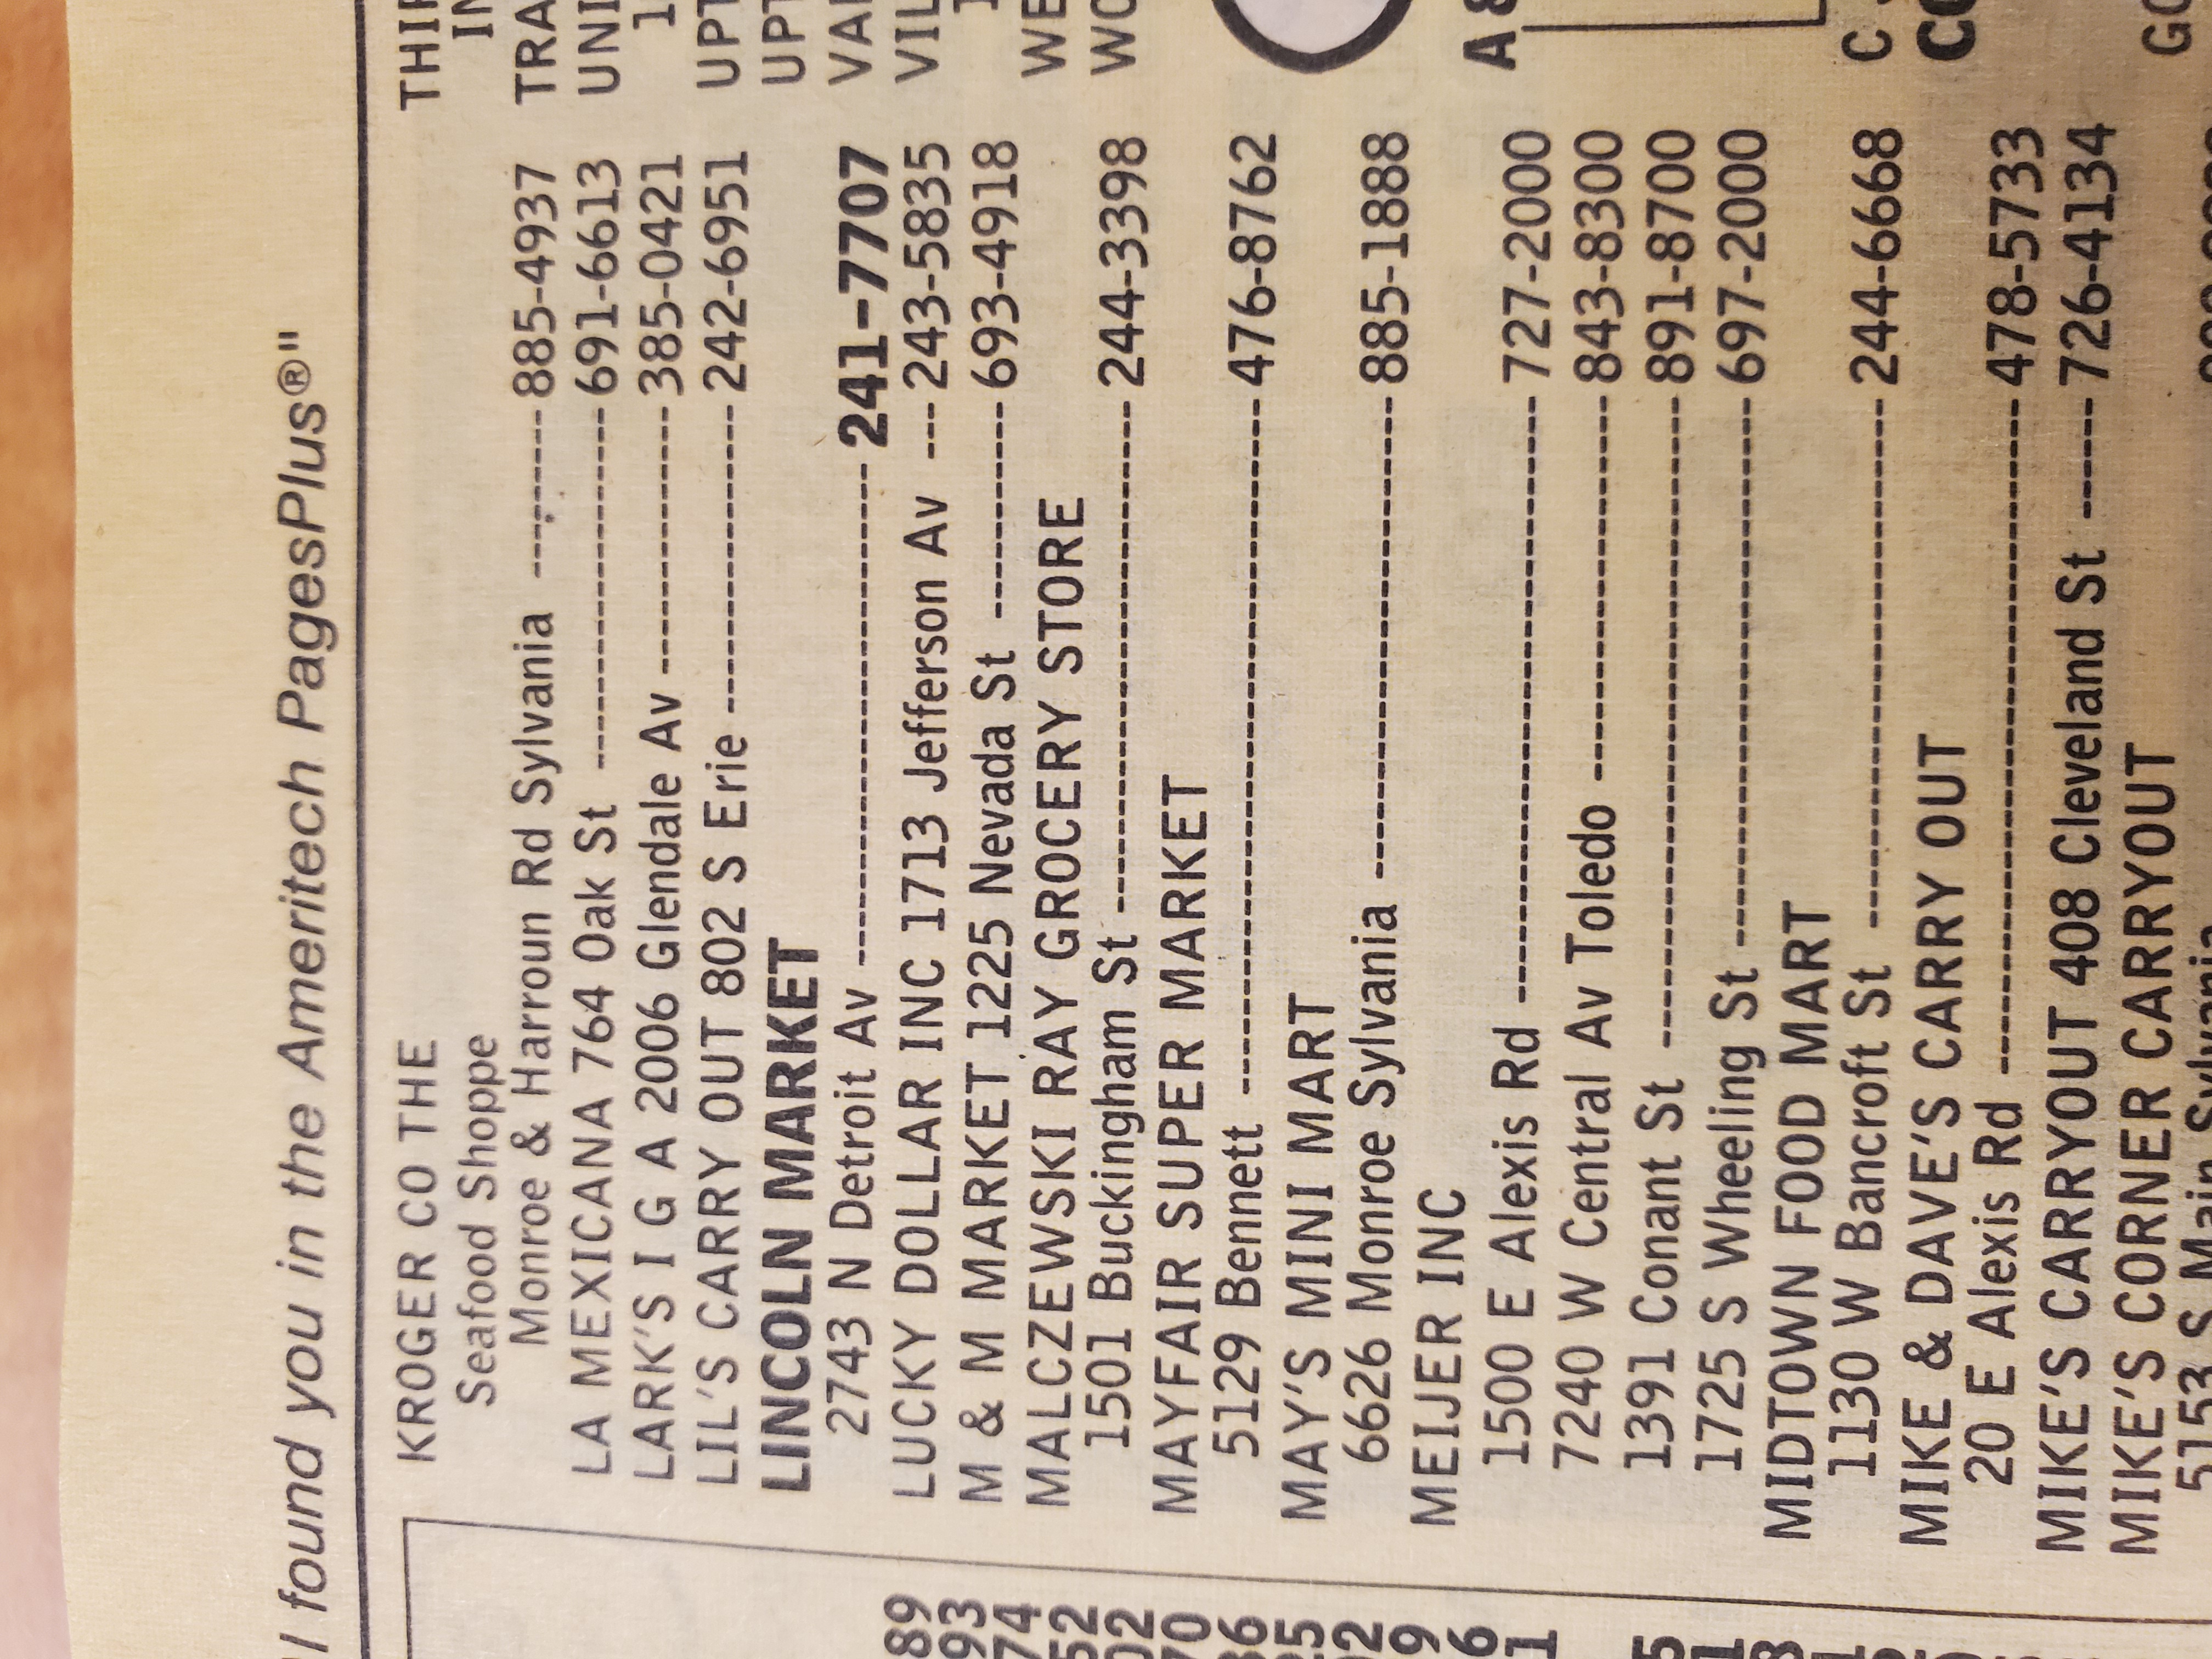 "I found you in the Ameritech PagesPlus®"
KROGER CO THE
Seafood Shoppe
Monroe & Harroun Rd Sylvania --------885-4937
LA MEXICANA 764 Oak St --------691-6613
LARK'S I G A 2006 Glendale Av --------385-0421
LIL'S CARRY OUT 802 S Erie --------242-6951
LINCOLN MARKET
2743 N Detroit Av --------241-7707
LUCKY DOLLAR INC 1713 Jefferson Av ---243-5835
M & M MARKET 1225 Nevada St --------693-4918
MALCZEWSKI RAY GROCERY STORE
1501 Buckingham St --------244-3398
MAYFAIR SUPER MARKET
5129 Bennett --------476-8762
MAY'S MINI MART
6626 Monroe Sylvania --------885-1888
MEIJER INC
1500 E Alexis Rd --------727-2000
7240 W Central Av Toledo --------843-8300
1391 Conant St --------891-8700
1725 S Wheeling St --------697-2000
MIDTOWN FOOD MART
1130 W Bancroft St --------244-6668
MIKE & DAVE'S CARRY OUT
20 E Alexis Rd --------478-5733
MIKE'S CARRYOUT 408 Cleveland St -----726-4134
MIKE'S CORNER CARRYOUT
5153 S Main Sylvania